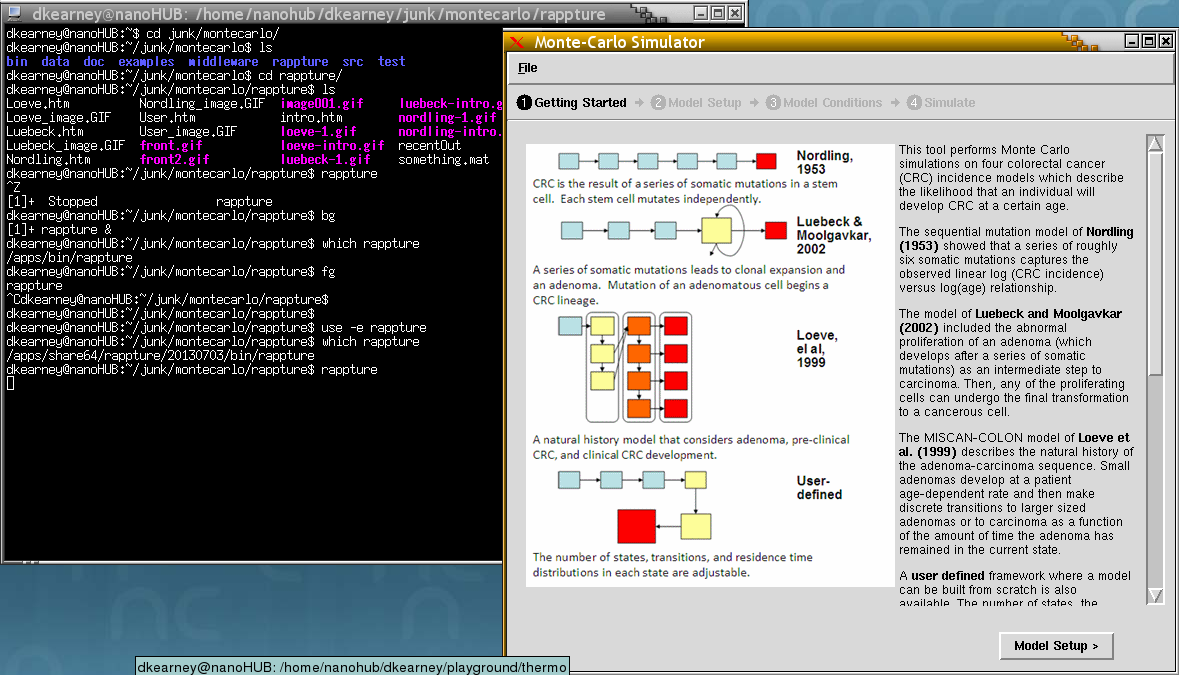 dkearney@nanoHUB: /home/nanohub/dkearney/junk/montecarlo/rappture
dkearney@nanoHUB:~$ cd junk/montecarlo/
dkearney@nanoHUB:~/junk/montecarlo$ ls
bin data doc examples middleware rappture src test
dkearney@nanoHUB:~/junk/montecarlo$ cd rappture/
dkearney@nanoHUB:~/junk/montecarlo/rappture$ ls
Loeve.htm Nordling_image.GIF image001.gif luebeck-intro.g
Loeve_image.GIF User.htm intro.htm nordling-1.gif
Luebeck.htm User_image.GIF loeve-1.gif nordling-intro.
Luebeck_image.GIF front.gif loeve-intro.gif recentOut
Nordling.htm front2.gif luebeck-1.gif something.mat
dkearney@nanoHUB:~/junk/montecarlo/rappture$ rappture
^Z
[1]+ Stopped rappture
dkearney@nanoHUB:~/junk/montecarlo/rappture$ bg
[1]+ rappture &
dkearney@nanoHUB:~/junk/montecarlo/rappture$ which rappture
/apps/bin/rappture
dkearney@nanoHUB:~/junk/montecarlo/rappture$ fg
rappture
^Cdkearney@nanoHUB:~/junk/montecarlo/rappture$
dkearney@nanoHUB:~/junk/montecarlo/rappture$
dkearney@nanoHUB:~/junk/montecarlo/rappture$ use -e rappture
dkearney@nanoHUB:~/junk/montecarlo/rappture$ which rappture
/apps/share64/rappture/20130703/bin/rappture
dkearney@nanoHUB:~/junk/montecarlo/rappture$ rappture
Monte-Carlo Simulator
File
1 Getting Started → 2 Model Setup → 3 Model Conditions → 4 Simulate
Nordling,
1953
CRC is the result of a series of somatic mutations in a stem
cell. Each stem cell mutates independently.
Luebeck &
Moolgavkar,
2002
A series of somatic mutations leads to clonal expansion and
an adenoma. Mutation of an adenomatous cell begins a
CRC lineage.
Loeve,
el al,
1999
A natural history model that considers adenoma, pre-clinical
CRC, and clinical CRC development.
User-
defined
The number of states, transitions, and residence time
distributions in each state are adjustable.
This tool performs Monte Carlo
simulations on four colorectal cancer
(CRC) incidence models which describe
the likelihood that an individual will
develop CRC at a certain age.
The sequential mutation model of Nordling
(1953) showed that a series of roughly
six somatic mutations captures the
observed linear log (CRC incidence)
versus log(age) relationship.
The model of Luebeck and Moolgavkar
(2002) included the abnormal
proliferation of an adenoma (which
develops after a series of somatic
mutations) as an intermediate step to
carcinoma. Then, any of the proliferating
cells can undergo the final transformation
to a cancerous cell.
The MISCAN-COLON model of Loeve et
al. (1999) describes the natural history of
the adenoma-carcinoma sequence. Small
adenomas develop at a patient
age-dependent rate and then make
discrete transitions to larger sized
adenomas or to carcinoma as a function
of the amount of time the adenoma has
remained in the current state.
A user defined framework where a model
can be built from scratch is also
available. The number of states, the
Model Setup >
dkearney@nanoHUB: /home/nanohub/dkearney/playground/thermo